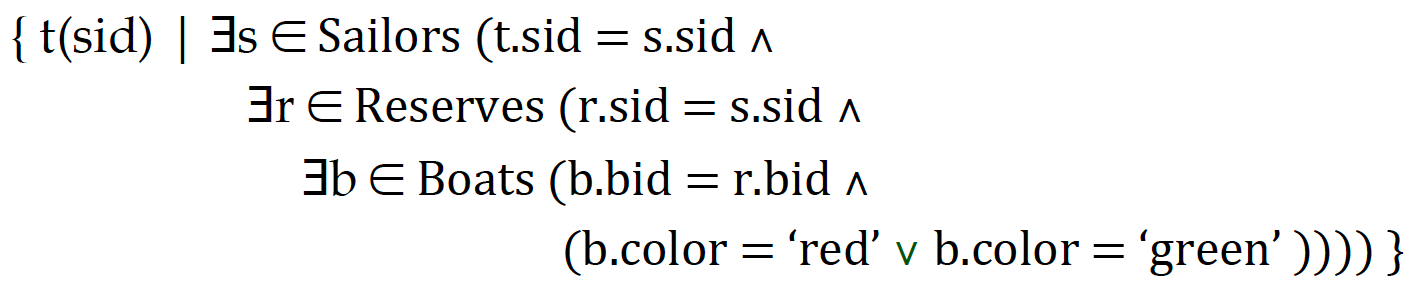 { t(sid) | ∃s ∈ Sailors (t.sid = s.sid ∧
∃r ∈ Reserves (r.sid = s.sid ∧
∃b ∈ Boats (b.bid = r.bid ∧
(b.color = ‘red’ ∨ b.color = ‘green’ )))) }